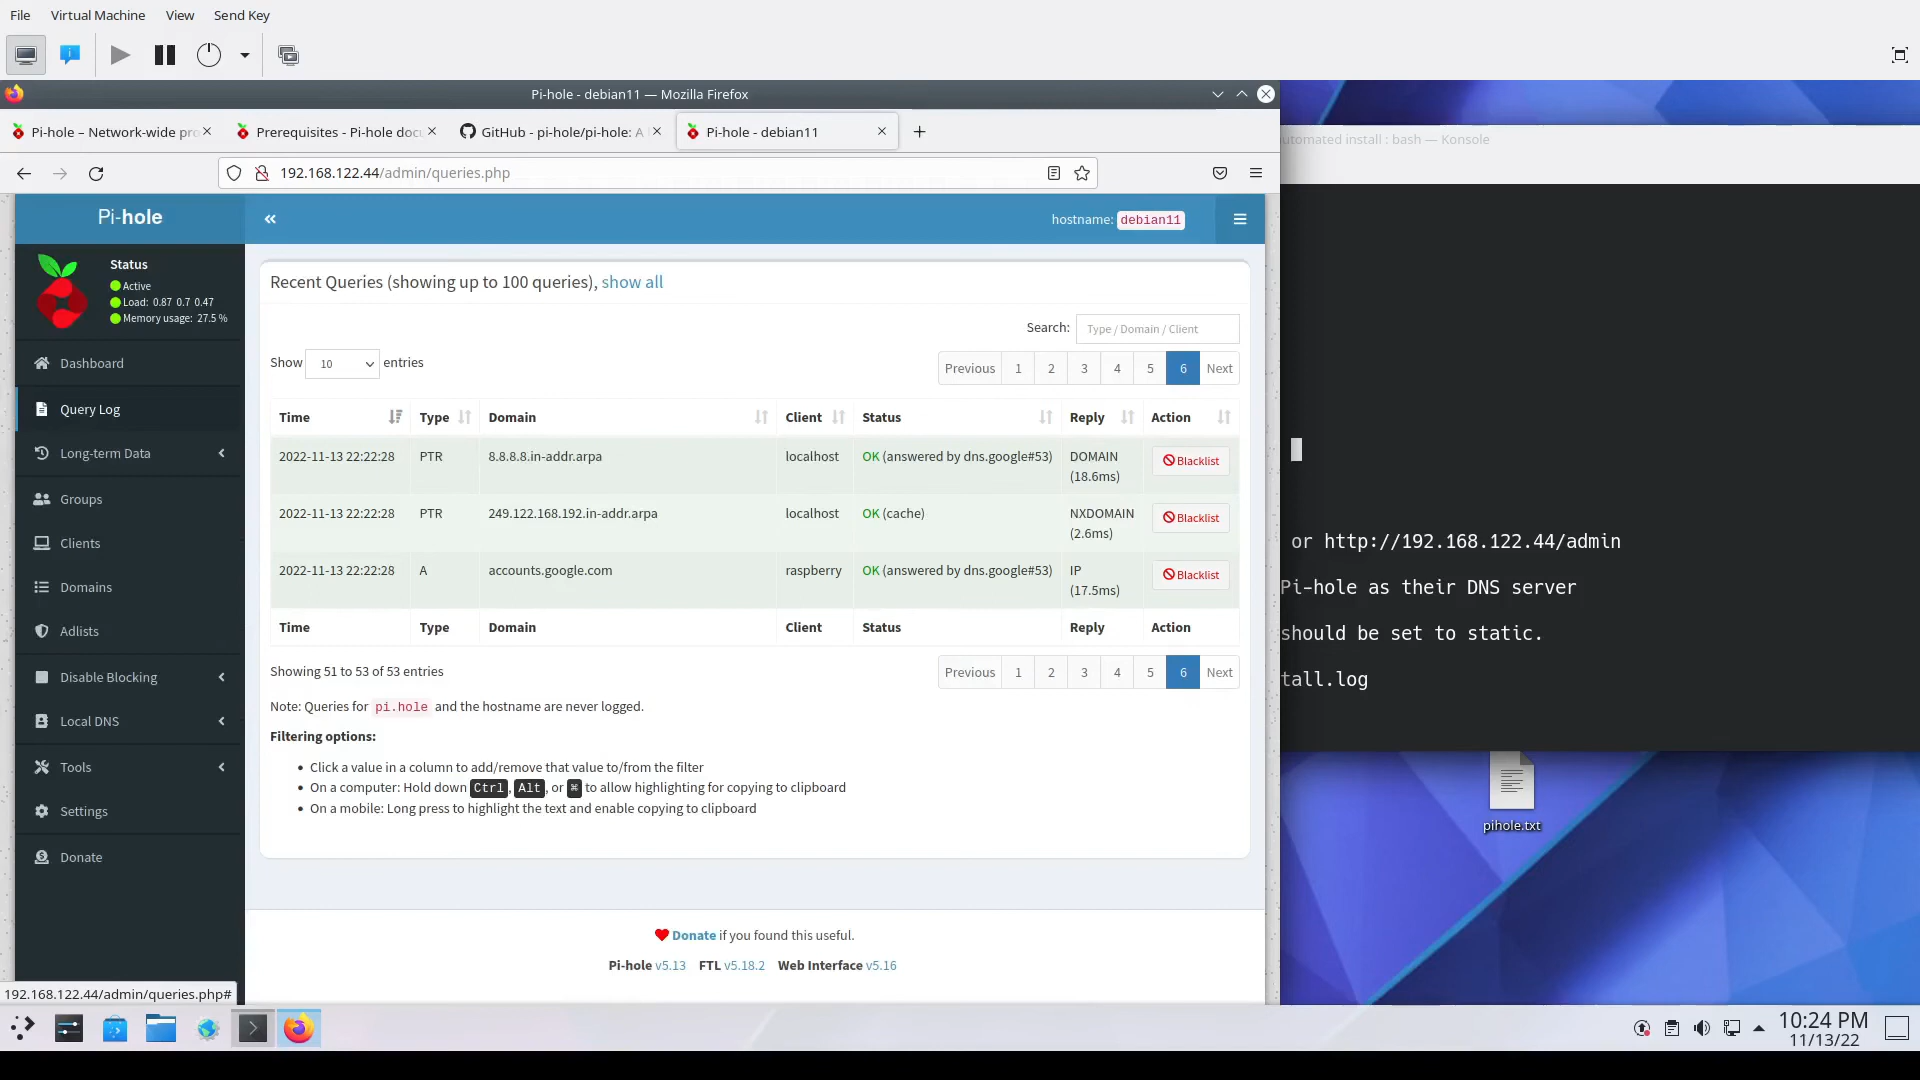 File Virtual Machine View Send Key
Pi-hole - debian11 — Mozilla Firefox
Pi-hole – Network-wide pro
Prerequisites - Pi-hole doc
GitHub - pi-hole/pi-hole: A
Pi-hole - debian11
utomated install : bash — Konsole
192.168.122.44/admin/queries.php
Pi-hole
hostname: debian11
Status
Active
Load: 0.87 0.7 0.47
Memory usage: 27.5 %
Dashboard
Query Log
Long-term Data
Groups
Clients
Domains
Adlists
Disable Blocking
Local DNS
Tools
Settings
Donate
Recent Queries (showing up to 100 queries), show all
Search: Type / Domain / Client
Show 10 entries
Previous 1 2 3 4 5 6 Next
Time Type Domain Client Status Reply Action
2022-11-13 22:22:28 PTR 8.8.8.8.in-addr.arpa localhost OK (answered by dns.google#53) DOMAIN Blacklist
(18.6ms)
2022-11-13 22:22:28 PTR 249.122.168.192.in-addr.arpa localhost OK (cache) NXDOMAIN Blacklist
(2.6ms)
2022-11-13 22:22:28 A accounts.google.com raspberry OK (answered by dns.google#53) IP Blacklist
(17.5ms)
Time Type Domain Client Status Reply Action
Showing 51 to 53 of 53 entries
Previous 1 2 3 4 5 6 Next
Note: Queries for pi.hole and the hostname are never logged.
Filtering options:
Click a value in a column to add/remove that value to/from the filter
On a computer: Hold down Ctrl, Alt, or ⌘ to allow highlighting for copying to clipboard
On a mobile: Long press to highlight the text and enable copying to clipboard
Donate if you found this useful.
Pi-hole v5.13 FTL v5.18.2 Web Interface v5.16
192.168.122.44/admin/queries.php#
or http://192.168.122.44/admin
Pi-hole as their DNS server
should be set to static.
tall.log
pihole.txt
10:24 PM
11/13/22